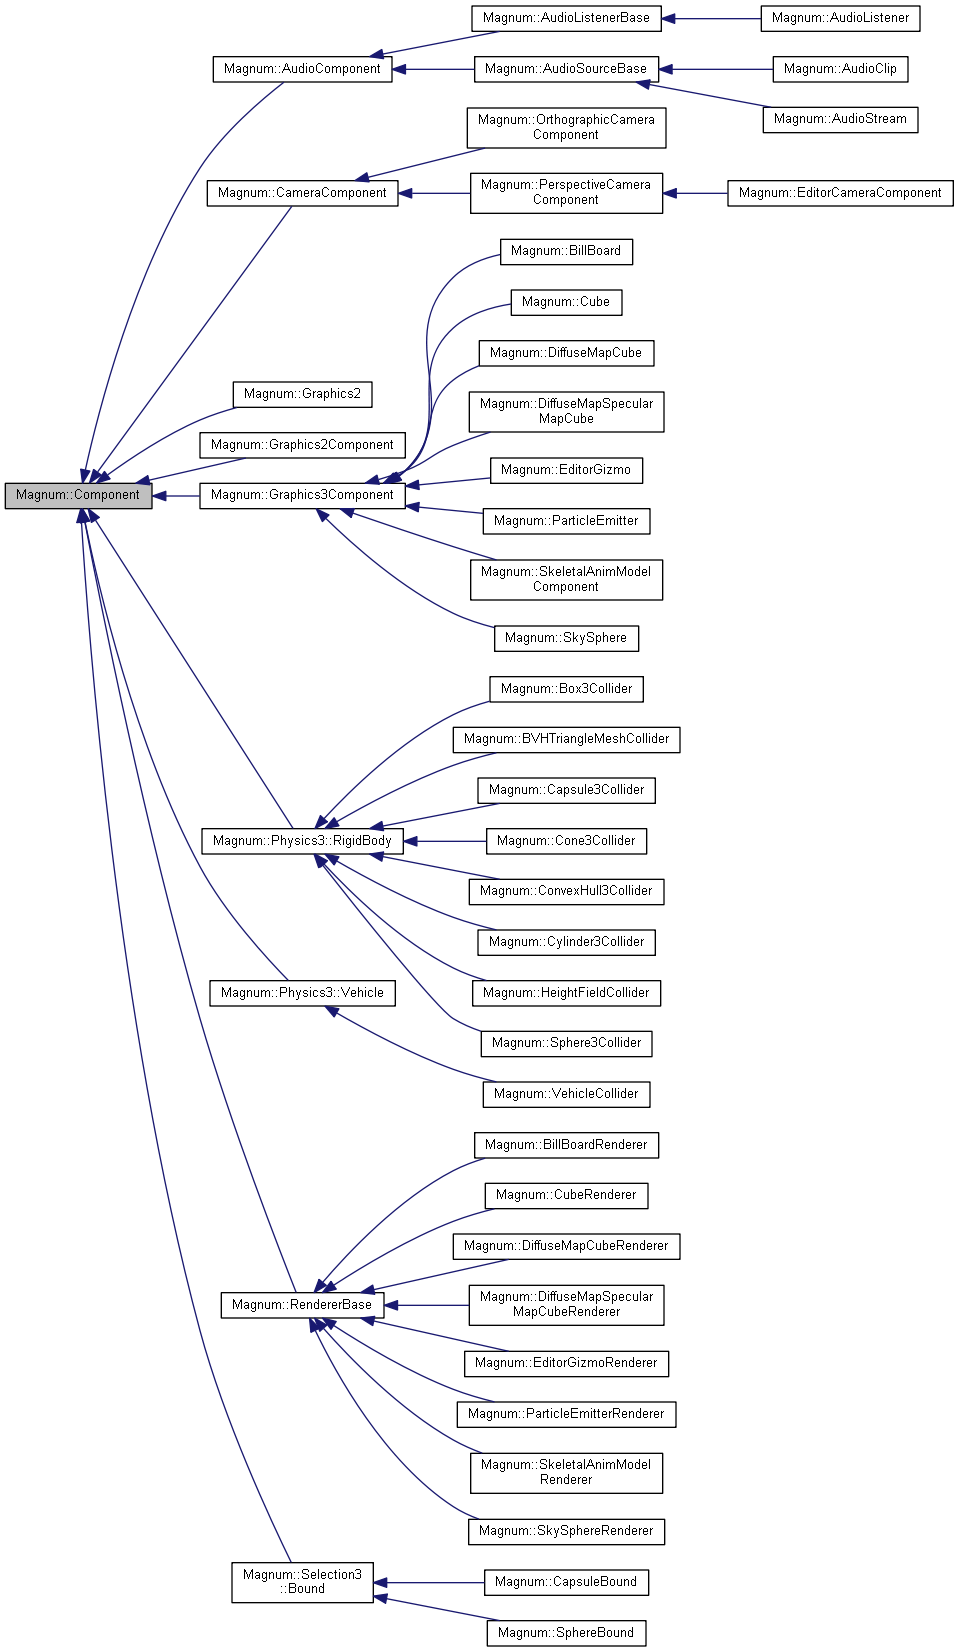 Magnum::AudioListenerBase
Magnum::AudioListener
Magnum::AudioComponent
Magnum::AudioSourceBase
Magnum::AudioClip
Magnum::AudioStream
Magnum::OrthographicCamera
Component
Magnum::CameraComponent
Magnum::PerspectiveCamera
Component
Magnum::EditorCameraComponent
Magnum::BillBoard
Magnum::Cube
Magnum::DiffuseMapCube
Magnum::Graphics2
Magnum::DiffuseMapSpecular
MapCube
Magnum::Graphics2Component
Magnum::EditorGizmo
Magnum::Component
Magnum::Graphics3Component
Magnum::ParticleEmitter
Magnum::SkeletalAnimModel
Component
Magnum::SkySphere
Magnum::Box3Collider
Magnum::BVHTriangleMeshCollider
Magnum::Capsule3Collider
Magnum::Physics3::RigidBody
Magnum::Cone3Collider
Magnum::ConvexHull3Collider
Magnum::Cylinder3Collider
Magnum::Physics3::Vehicle
Magnum::HeightFieldCollider
Magnum::Sphere3Collider
Magnum::VehicleCollider
Magnum::BillBoardRenderer
Magnum::CubeRenderer
Magnum::DiffuseMapCubeRenderer
Magnum::RendererBase
Magnum::DiffuseMapSpecular
MapCubeRenderer
Magnum::EditorGizmoRenderer
Magnum::ParticleEmitterRenderer
Magnum::SkeletalAnimModel
Renderer
Magnum::SkySphereRenderer
Magnum::Selection3
::Bound
Magnum::CapsuleBound
Magnum::SphereBound